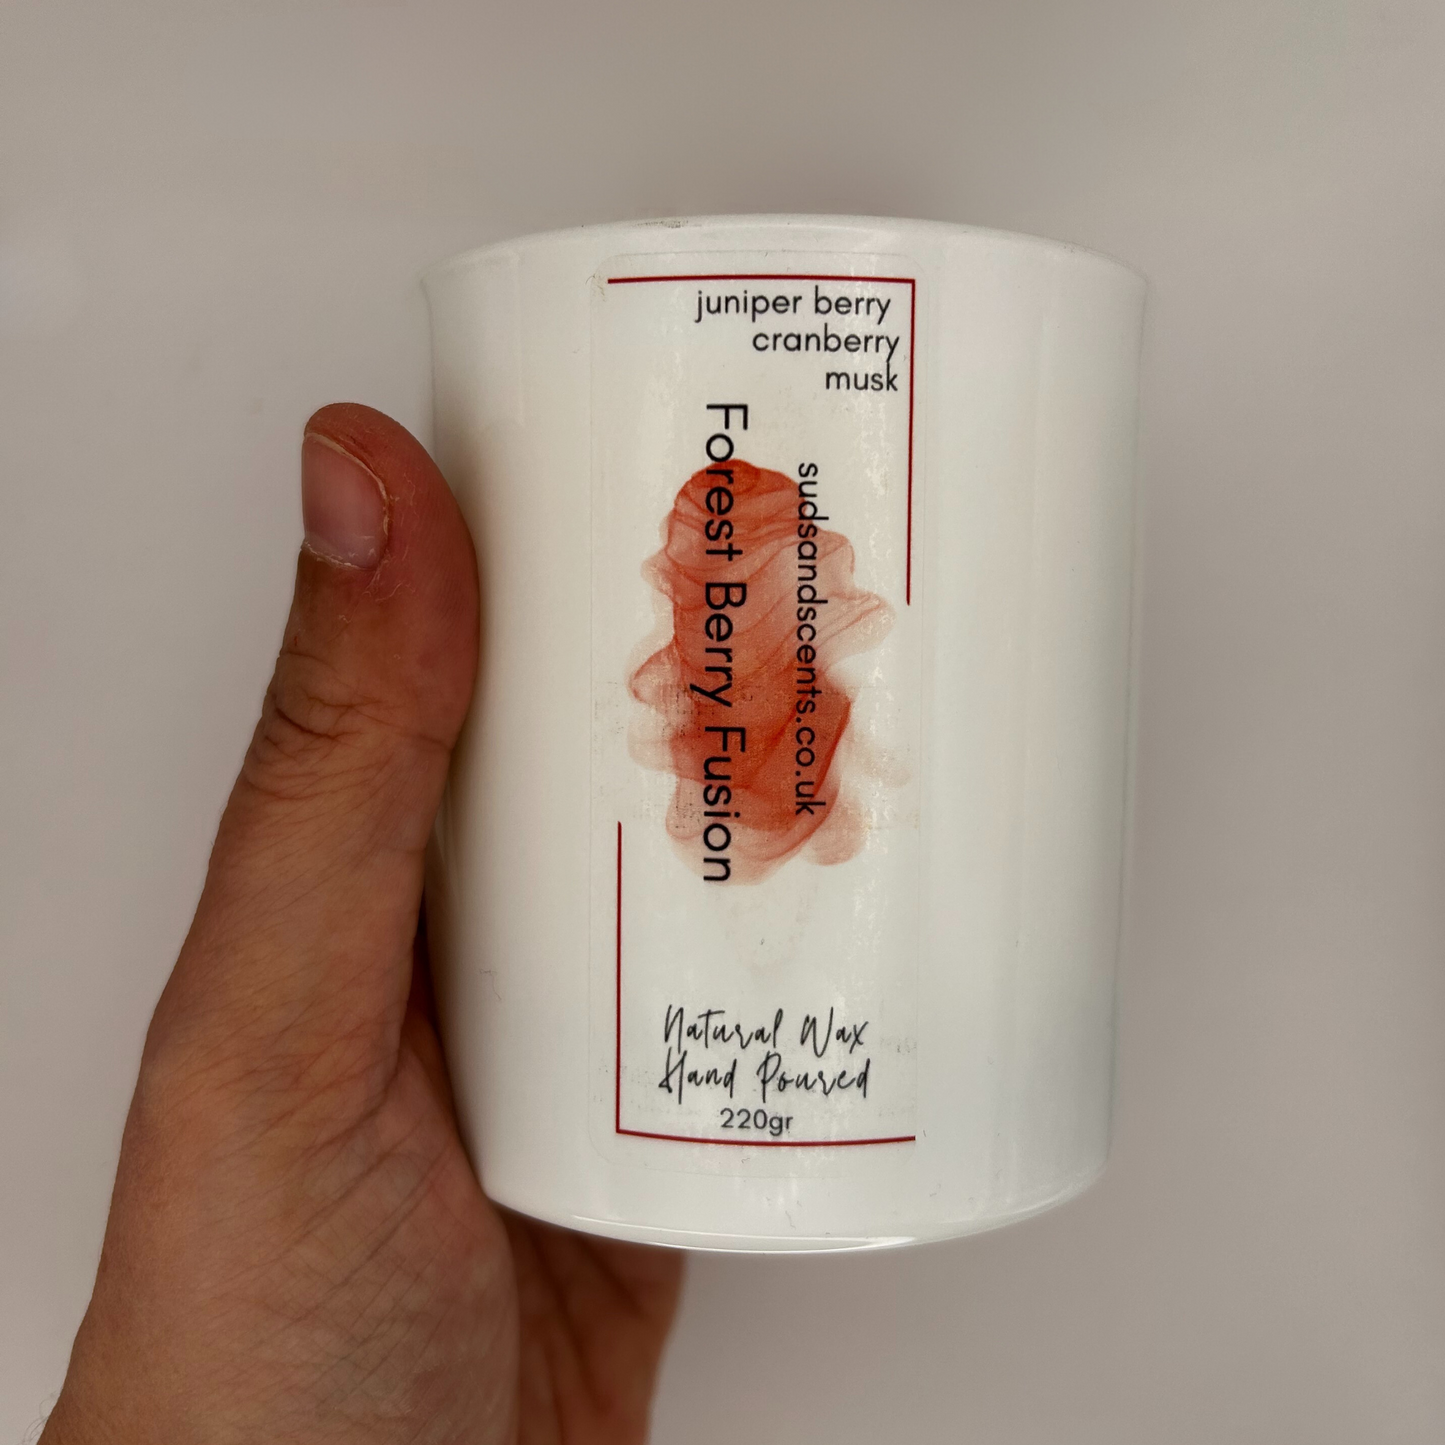 juniper berry
cranberry
musk
Forest Berry Fusion
sudsandscents.co.uk
Natural Wax
Hand Poured
220gr